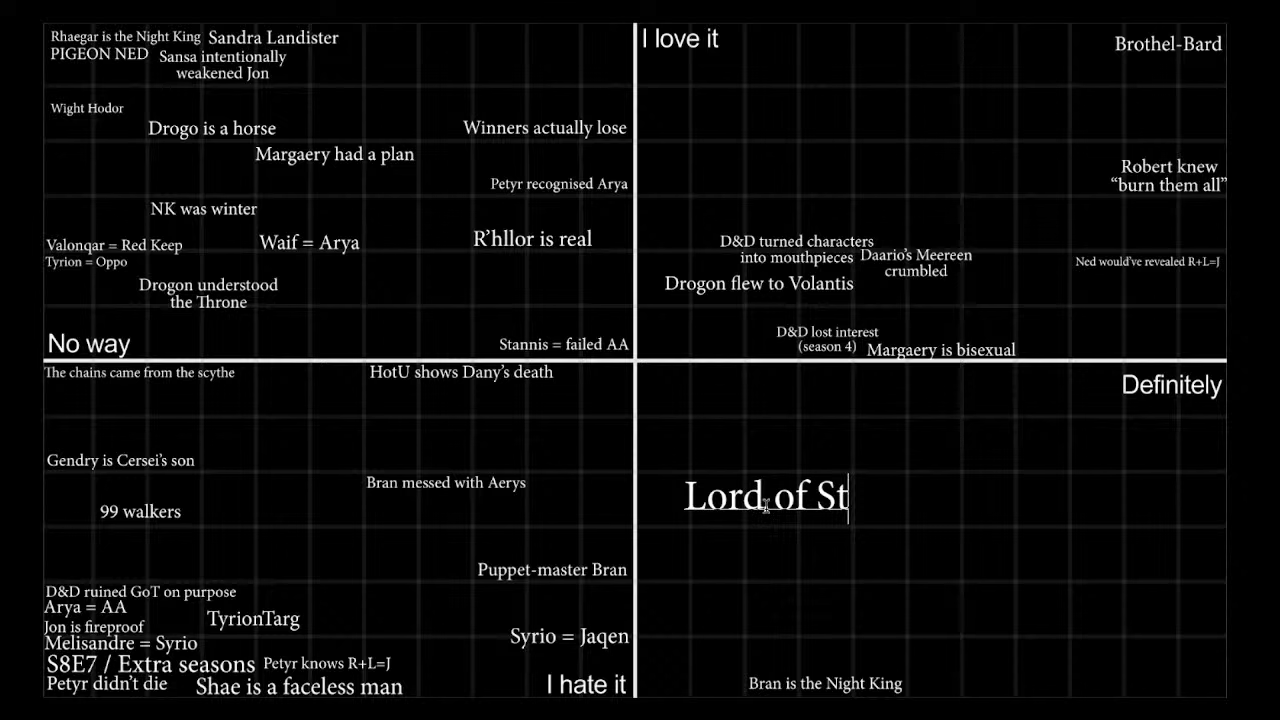 Rhaegar is the Night King
Sandra Landister
PIGEON NED
Sansa intentionally
weakened Jon
Wight Hodor
Drogo is a horse
Winners actually lose
Margaery had a plan
Petyr recognised Arya
NK was winter
Valonqar = Red Keep
Waif = Arya
R'hllor is real
Tyrion = Oppo
Drogon understood
the Throne
No way
Stannis = failed AA
I love it
Brothel-Bard
Robert knew
“burn them all”
D&D turned characters
into mouthpieces
Daario's Meereen
crumbled
Ned would've revealed R+L=J
Drogon flew to Volantis
D&D lost interest
(season 4)
Margaery is bisexual
The chains came from the scythe
HotU shows Dany's death
Gendry is Cersei's son
Bran messed with Aerys
99 walkers
Puppet-master Bran
D&D ruined GoT on purpose
Arya = AA
TyrionTarg
Jon is fireproof
Melisandre = Syrio
Syrio = Jaqen
S8E7 / Extra seasons
Petyr knows R+L=J
Petyr didn't die
Shae is a faceless man
I hate it
Definitely
Lord of St
Bran is the Night King